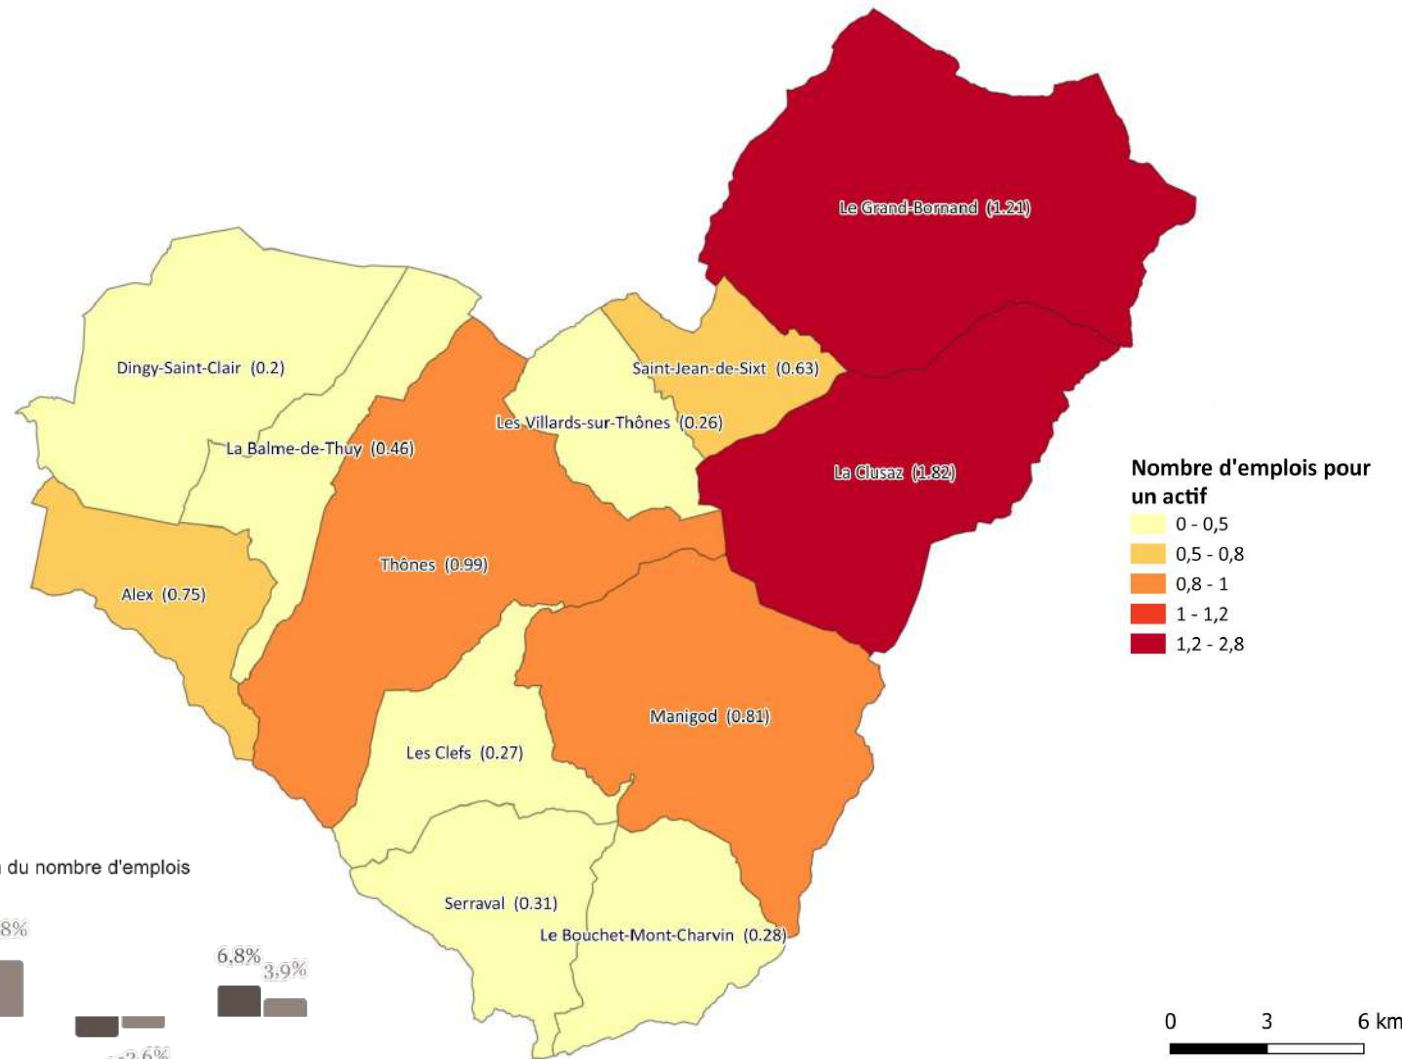 Le Grand-Bornand (1.21)
Dingy-Saint-Clair (0.2)
Saint-Jean-de-Sixt (0.63)
Les Villards-sur-Thônes (0.26)
La Balme-de-Thuy (0.46)
La Clusaz (1.82)
Thônes (0.99)
Alex (0.75)
Manigod (0.81)
Les Clefs (0.27)
Serraval (0.31)
Le Bouchet-Mont-Charvin (0.28)
Nombre d'emplois pour
un actif
0 - 0,5
0,5 - 0,8
0,8 - 1
1 - 1,2
1,2 - 2,8
du nombre d'emplois
8%
6,8%
3,9%
0 3 6 km